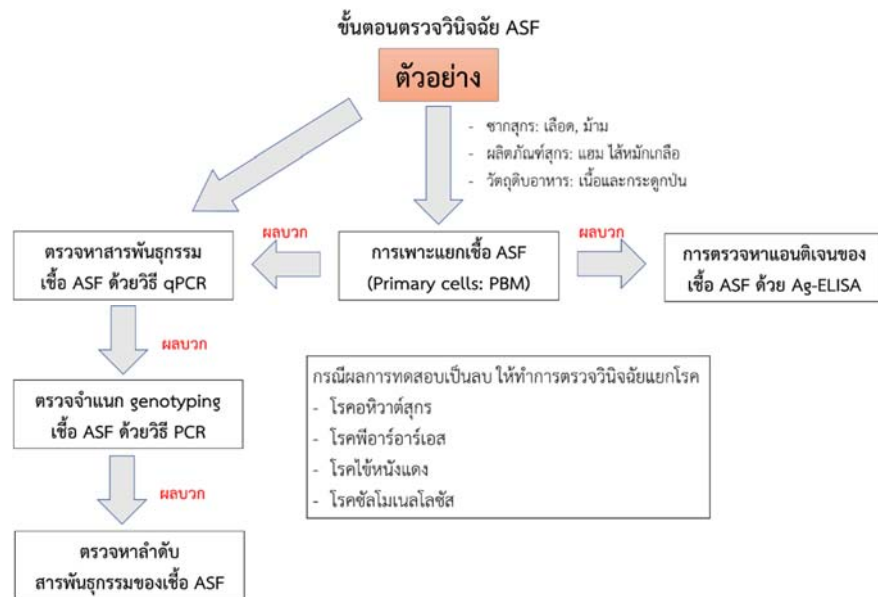 ขั้นตอนตรวจวินิจฉัย ASF
ตัวอย่าง
- ซากสุกร: เลือด, ม้าม
- ผลิตภัณฑ์สุกร: แฮม ไส้หมักเกลือ
- วัตถุดิบอาหาร: เนื้อและกระดูกป่น
ตรวจหาสารพันธุกรรม
เชื้อ ASF ด้วยวิธี qPCR
ผลบวก
การเพาะแยกเชื้อ ASF
(Primary cells: PBM)
ผลบวก
การตรวจหาแอนติเจนของ
เชื้อ ASF ด้วย Ag-ELISA
ผลบวก
ตรวจจำแนก genotyping
เชื้อ ASF ด้วยวิธี PCR
ผลบวก
ตรวจหาลำดับ
สารพันธุกรรมของเชื้อ ASF
กรณีผลการทดสอบเป็นลบ ให้ทำการตรวจวินิจฉัยแยกโรค
- โรคอหิวาต์สุกร
- โรคพีอาร์อาร์เอส
- โรคไข้หนังแดง
- โรคซัลโมเนลโลซัส